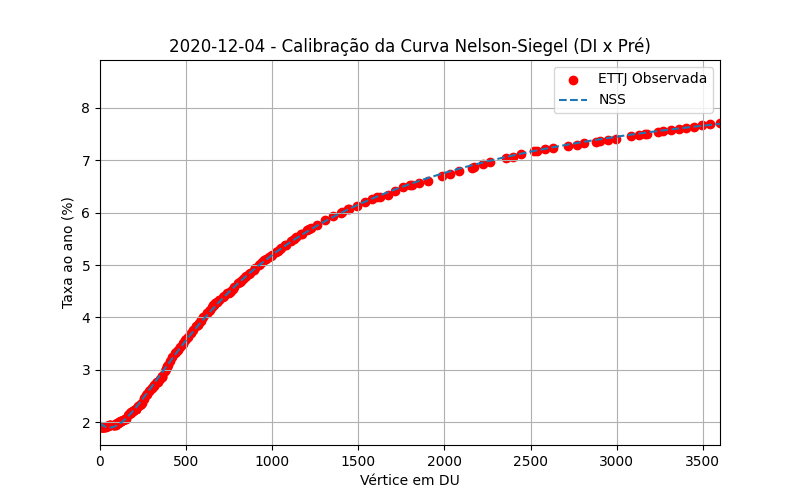 2020-12-04 - Calibração da Curva Nelson-Siegel (DI x Pré)
ETTJ Observada
NSS
Taxa ao ano (%)
8
7
6
5
4
3
2
0 500 1000 1500 2000 2500 3000 3500
Vértice em DU